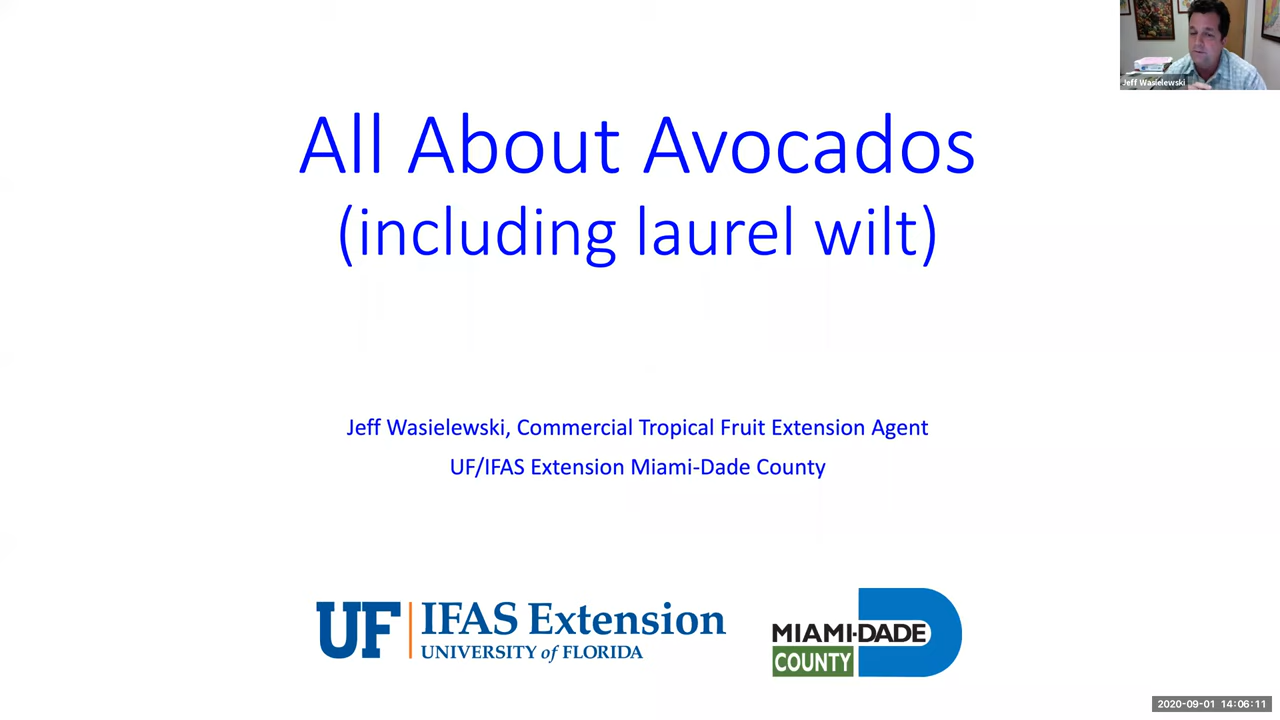 Jeff Wasielewski
All About Avocados
(including laurel wilt)
Jeff Wasielewski, Commercial Tropical Fruit Extension Agent
UF/IFAS Extension Miami-Dade County
UF IFAS Extension
UNIVERSITY of FLORIDA
MIAMI-DADE
COUNTY
2020-09-01 14:06:11